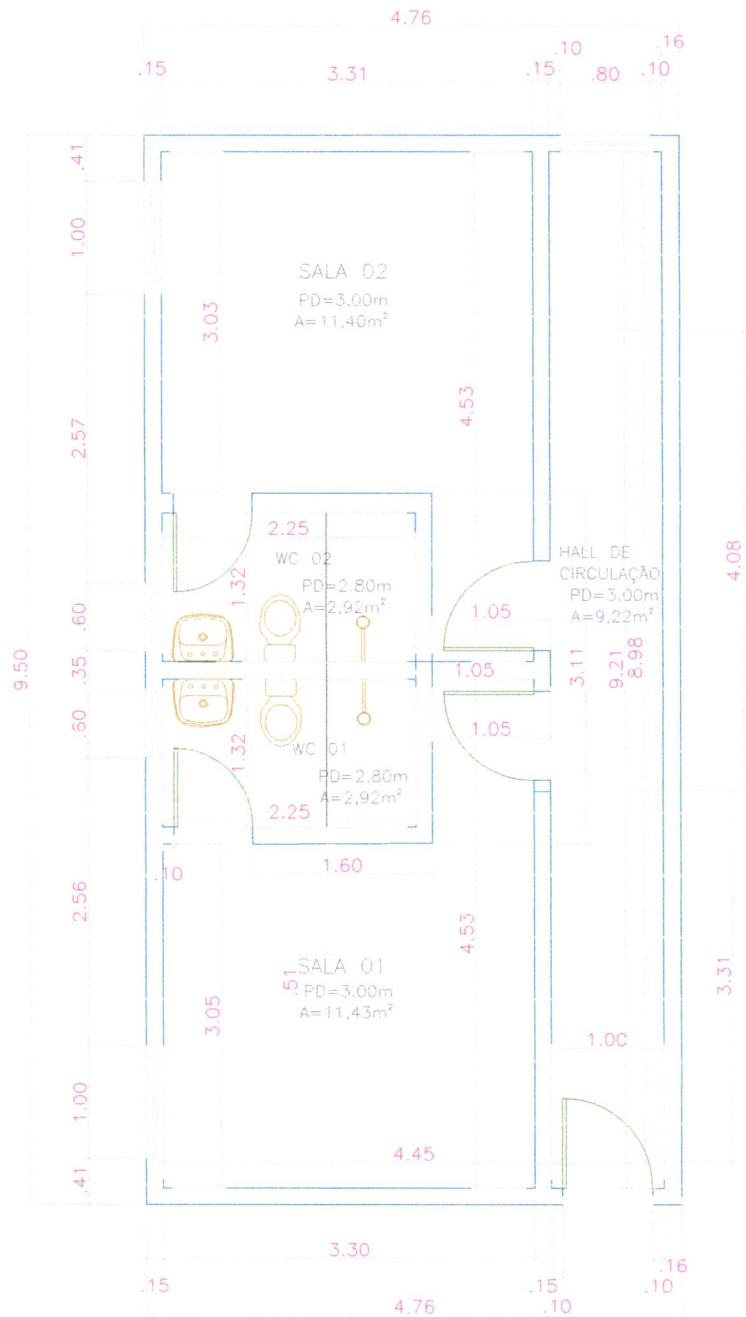 4.76
.10
.16
.15
3.31
.15
.80
.10
.41
1.00
SALA 02
PD=3.00m
A=11,40m²
3.03
4.53
2.57
4.08
2.25
WC 02
PD=2.80m
A=2,92m²
HALL DE
CIRCULAÇÃO
PD=3.00m
A=9,22m²
1.32
.60
1.05
9.50
.35
1.05
3.11
9.21
8.98
.60
1.32
1.05
WC 01
PD=2.80m
A=2,92m²
2.25
.10
1.60
2.56
4.53
SALA 01
PD=3.00m
A=11,43m²
.51
3.05
3.31
1.00
1.00
4.45
.41
3.30
.16
.15
.15
.10
.10
4.76